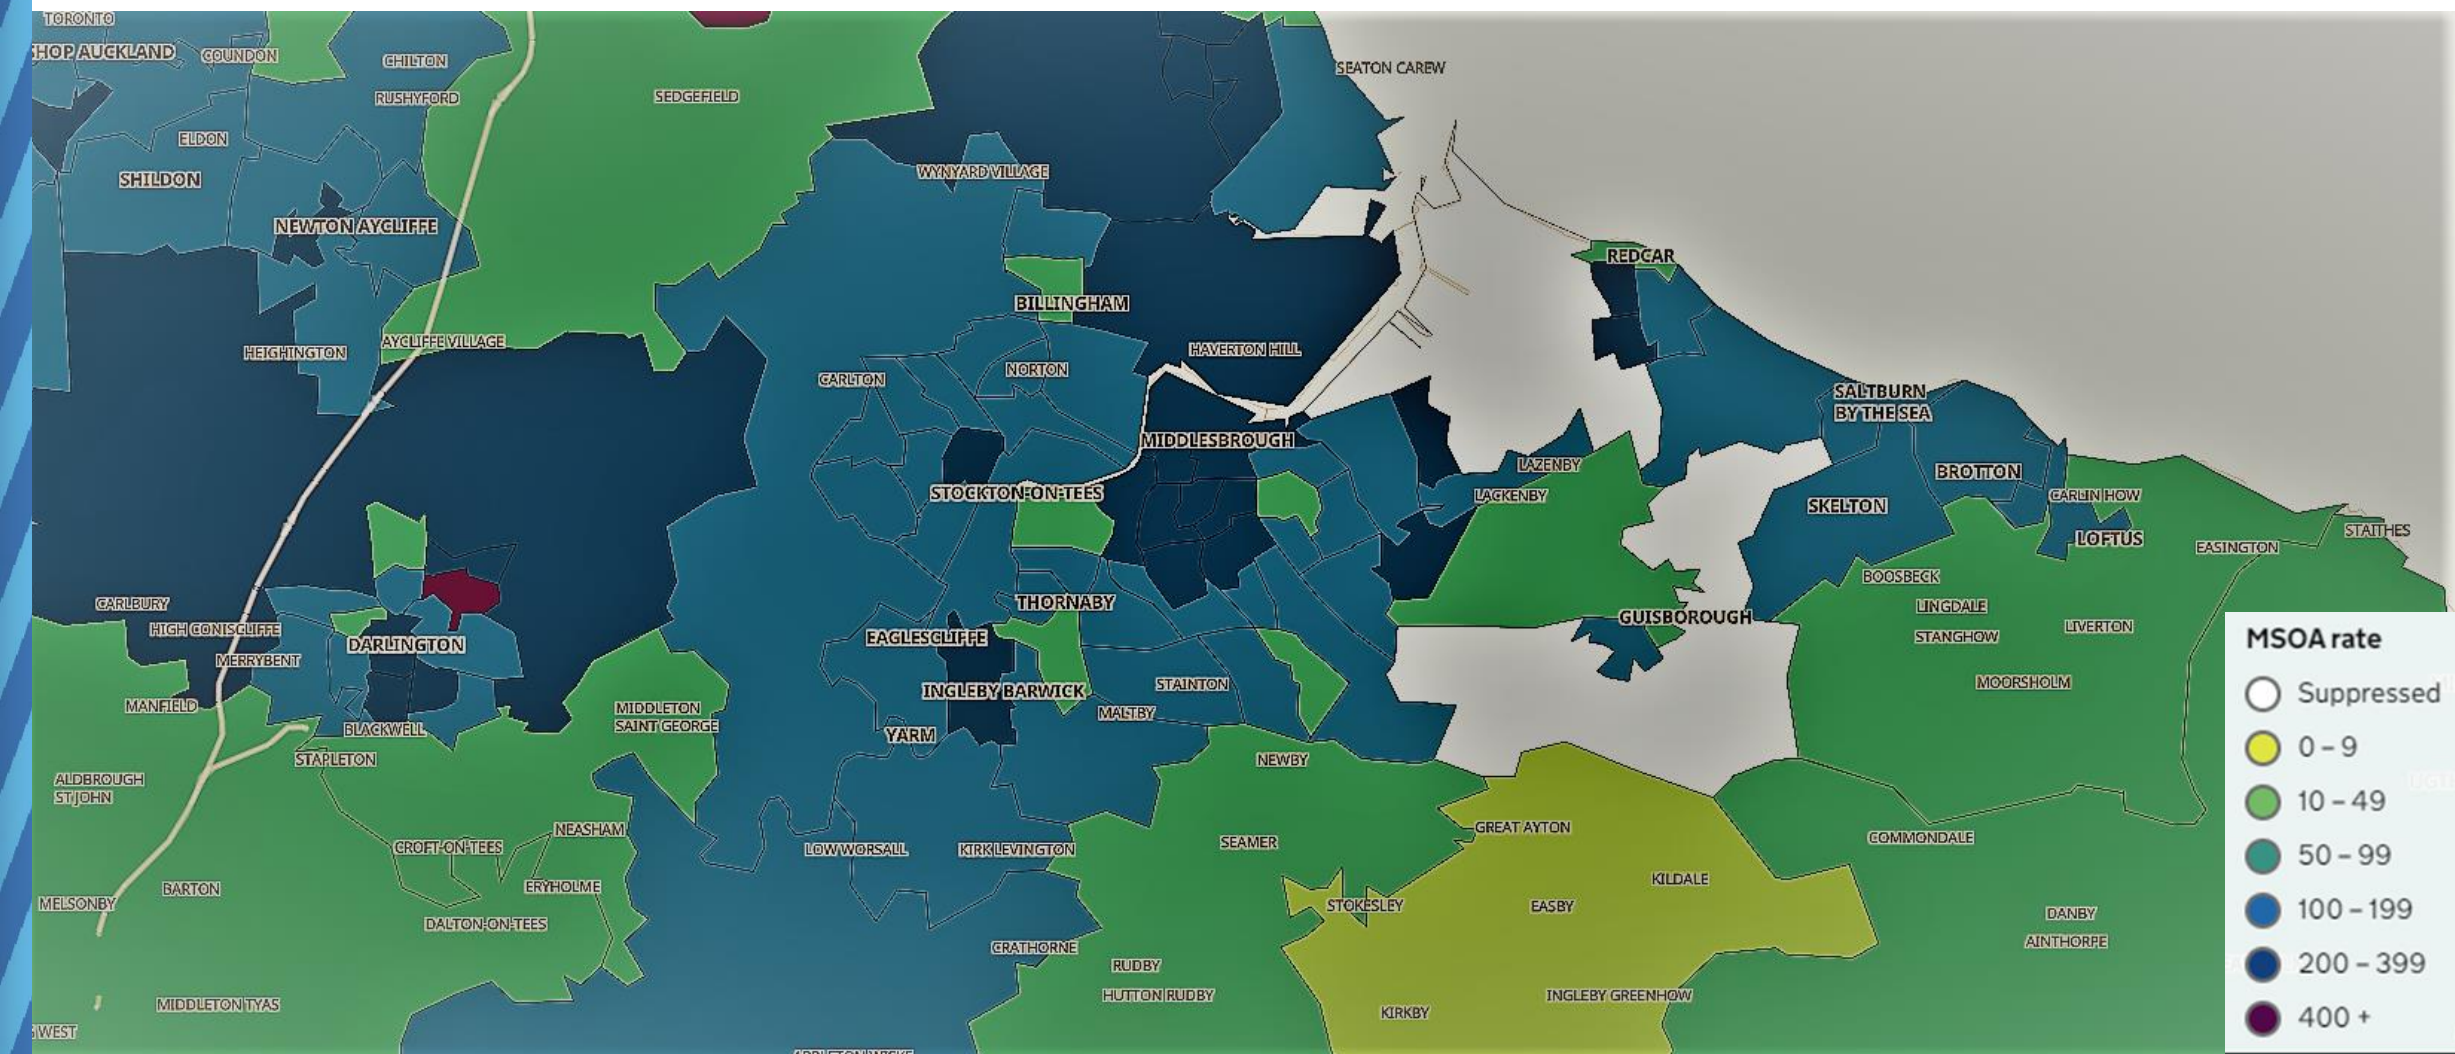 TORONTO
SHOP AUCKLAND
COUNDON
CHILTON
SEATON CAREW
RUSHYFORD
SEDGEFIELD
ELDON
WYNYARD VILLAGE
SHILDON
NEWTON AYCLIFFE
REDCAR
BILLINGHAM
AYCLIFFE VILLAGE
HEIGHINGTON
HAVERTON HILL
CARLTON
NORTON
SALTBURN
BY THE SEA
MIDDLESBROUGH
LAZENBY
BROTTON
STOCKTON-ON-TEES
LACKENBY
CARLIN HOW
SKELTON
STAITHES
LOFTUS
EASINGTON
BOOSBECK
CARLBURY
THORNABY
LINGDALE
GUISBOROUGH
HIGH CONISCLIFFE
LIVERTON
EAGLESCLIFFE
STANGHOW
DARLINGTON
MERRYBENT
STAINTON
MOORSHOLM
INGLEBY BARWICK
MANFIELD
MIDDLETON
SAINT GEORGE
MALTBY
BLACKWELL
YARM
STAPLETON
NEWBY
ALDBROUGH
ST JOHN
NEASHAM
GREAT AYTON
COMMONDALE
SEAMER
CROFT-ON-TEES
LOW WORSALL
KIRK LEVINGTON
KILDALE
ERYHOLME
BARTON
MELSONBY
STOKESLEY
EASBY
DANBY
DALTON-ON-TEES
AINTHORPE
CRATHORNE
RUDBY
HUTTON RUDBY
INGLEBY GREENHOW
MIDDLETON TYAS
KIRKBY
WEST
MSOA rate
Suppressed
0 – 9
10 – 49
50 – 99
100 – 199
200 – 399
400 +